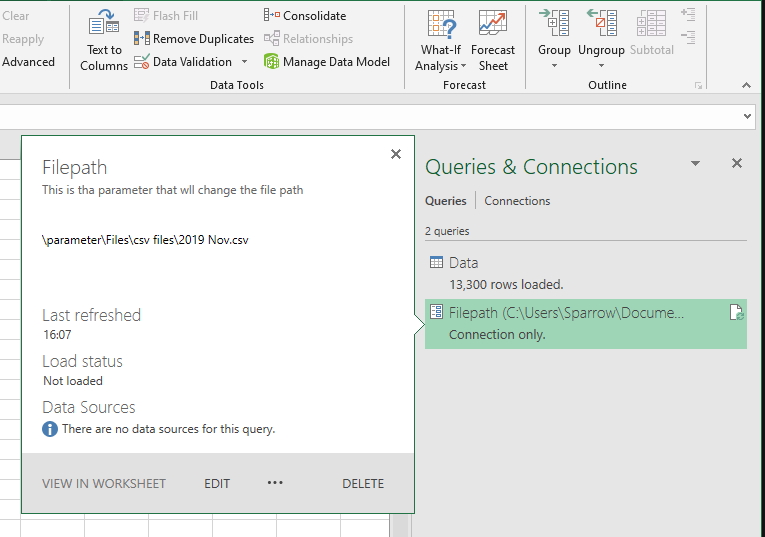 Clear
Reapply
Advanced
Text to
Columns
Flash Fill
Remove Duplicates
Data Validation
Consolidate
Relationships
Manage Data Model
Data Tools
What-If
Analysis
Forecast
Sheet
Forecast
Group
Ungroup
Subtotal
Outline
Filepath
This is tha parameter that wll change the file path
\parameter\Files\csv files\2019 Nov.csv
Last refreshed
16:07
Load status
Not loaded
Data Sources
There are no data sources for this query.
VIEW IN WORKSHEET
EDIT
...
DELETE
Queries & Connections
Queries
Connections
2 queries
Data
13,300 rows loaded.
Filepath (C:\Users\Sparrow\Docume...
Connection only.